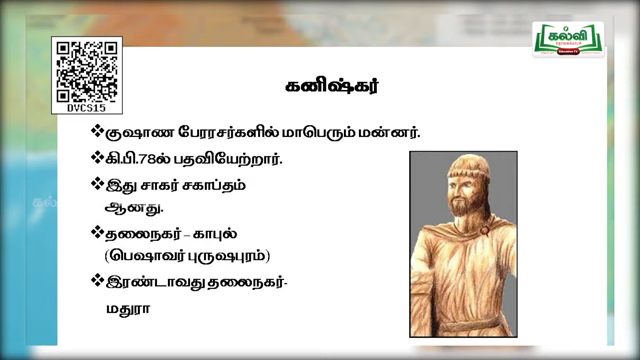 கல்வி
DVCS15
கனிஷ்கர்
❖குஷாண பேரரசர்களில் மாபெரும் மன்னர்.
❖கி.பி.78ல் பதவியேற்றார்.
❖இது சாகர் சகாப்தம்
ஆனது.
❖தலைநகர் – காபுல்
(பெஷாவர் புருஷபுரம்)
❖இரண்டாவது தலைநகர்-
மதுரா